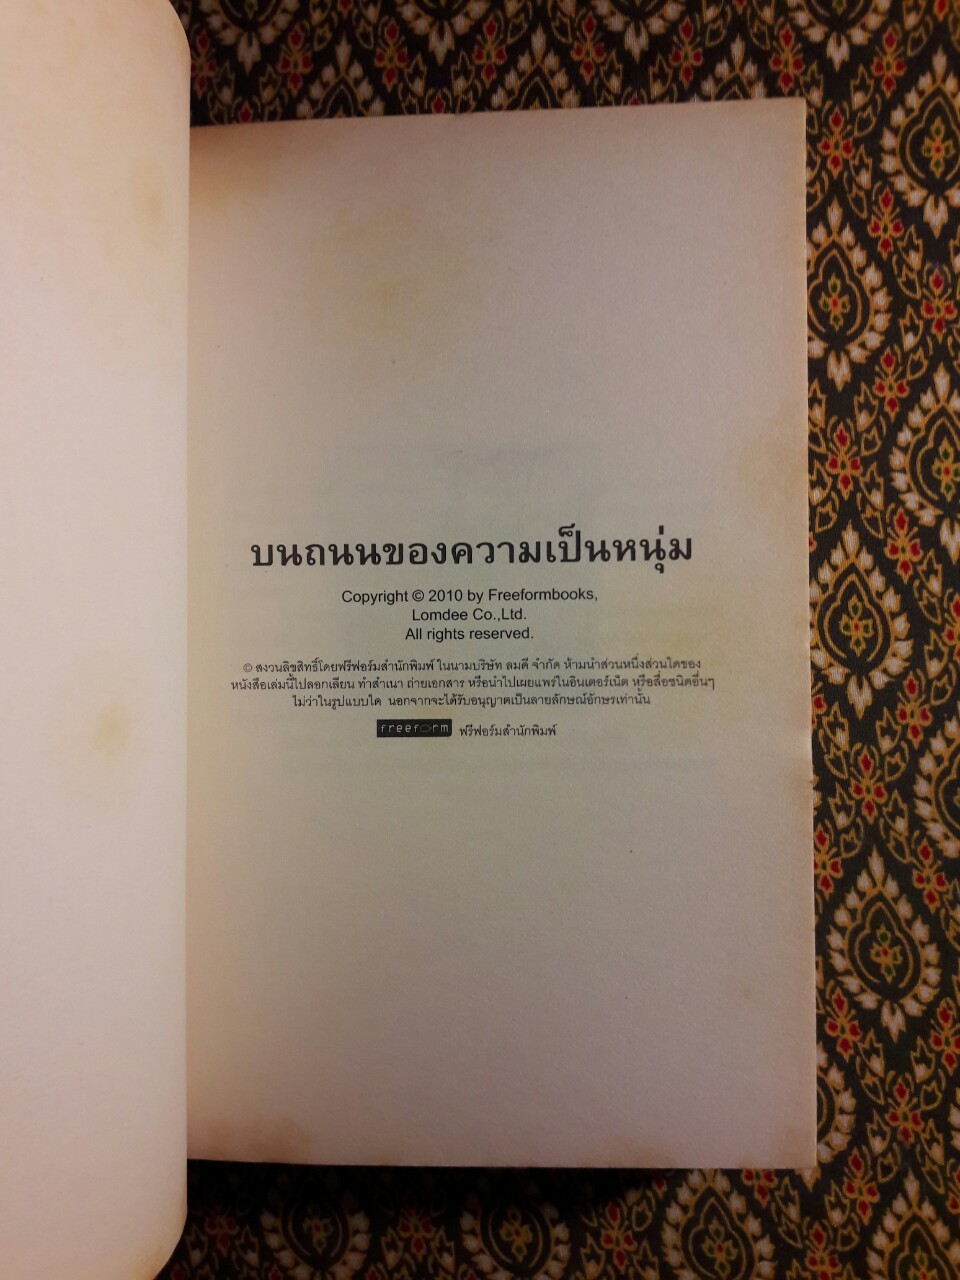 บนถนนของความเป็นหนุ่ม
Copyright © 2010 by Freeformbooks,
Lomdee Co.,Ltd.
All rights reserved.
© สงวนลิขสิทธิ์โดยฟรีฟอร์มสำนักพิมพ์ ในนามบริษัท ลมดี จำกัด ห้ามนำส่วนหนึ่งส่วนใดของ
หนังสือเล่มนี้ไปลอกเลียน ทำสำเนา ถ่ายเอกสาร หรือนำไปเผยแพร่ในอินเตอร์เน็ต หรือสื่อชนิดอื่นๆ
ไม่ว่าในรูปแบบใด นอกจากจะได้รับอนุญาตเป็นลายลักษณ์อักษรเท่านั้น
freeform ฟรีฟอร์มสำนักพิมพ์